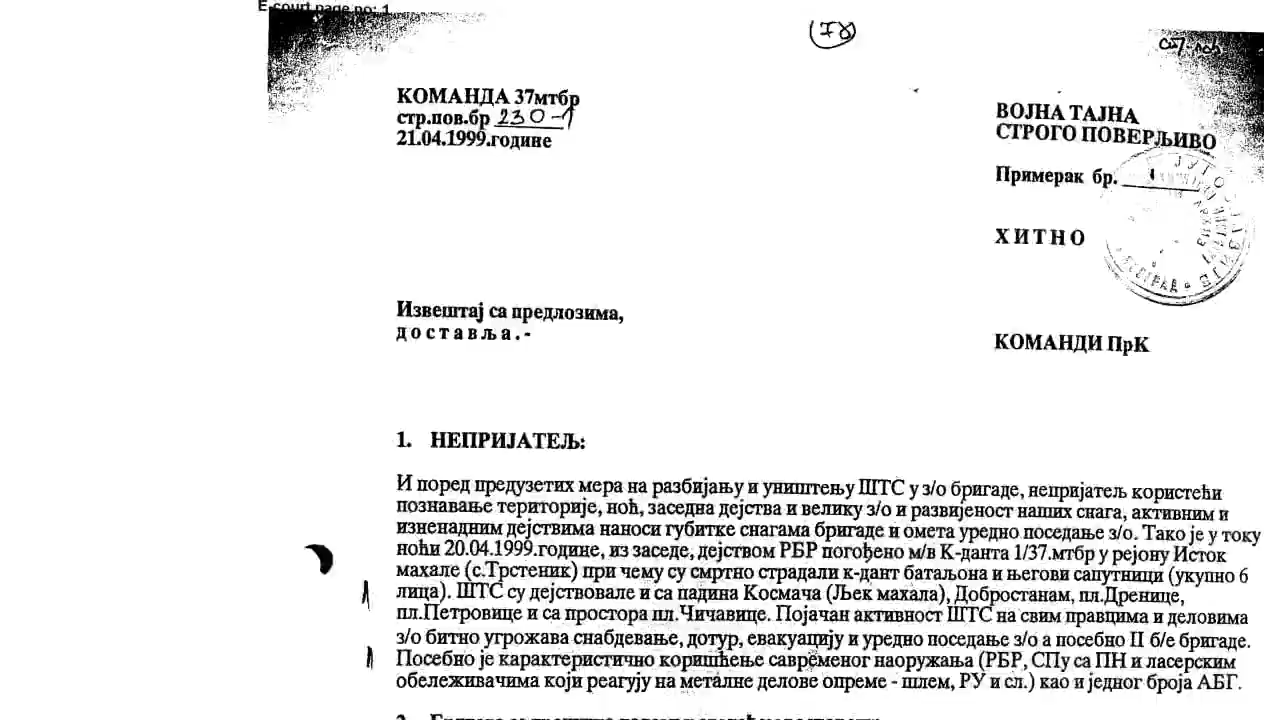 E-court page no: 1
(78)
КОМАНДА 37мтбр
стр.пов.бр 230-1
21.04.1999.године
ВОЈНА ТАЈНА
СТРОГО ПОВЕРЉИВО
Примерак бр. 1
ХИТНО
Извештај са предлозима,
доставља.-
КОМАНДИ ПрК
1. НЕПРИЈАТЕЉ:
И поред предузетих мера на разбијању и уништењу ШТС у з/о бригаде, непријатељ користећи
познавање територије, ноћ, заседна дејства и велику з/о и развијеност наших снага, активним и
изненадним дејствима наноси губитке снагама бригаде и омета уредно поседање з/о. Тако је у току
ноћи 20.04.1999.године, из заседе, дејством РБР погођено м/в К-данта 1/37.мтбр у рејону Исток
махале (с.Трстеник) при чему су смртно страдали к-дант батаљона и његови сапутници (укупно 6
лица). ШТС су дејствовале и са падина Космача (Љек махала), Добростанам, пл.Дренице,
пл.Петровице и са простора пл.Чичавице. Појачан активност ШТС на свим правцима и деловима
з/о битно угрожава снабдевање, дотур, евакуацију и уредно поседање з/о а посебно П б/е бригаде.
Посебно је карактеристично коришћење савременог наоружања (РБР, СПу са ПН и ласерским
обележивачима који реагују на металне делове опреме - шлем, РУ и сл.) као и једног броја АБГ.